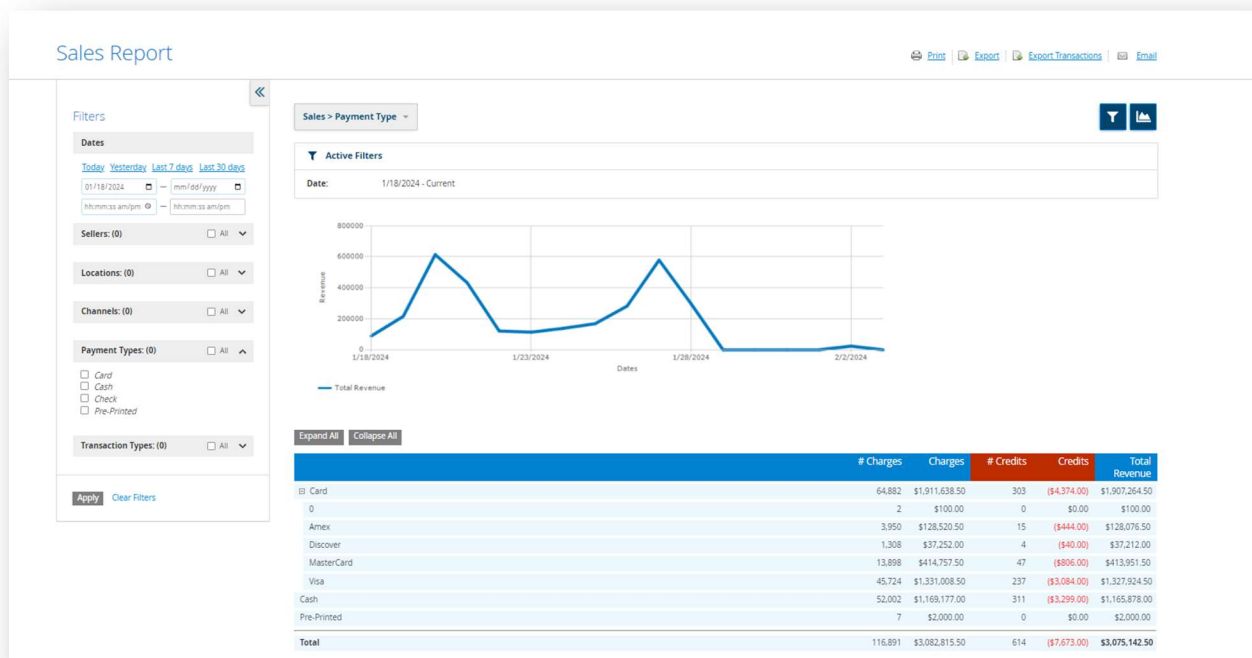 Sales Report
Print Export Export Transactions Email
Filters
Dates
Today Yesterday Last 7 days Last 30 days
01/18/2024 — mm/dd/yyyy
hh:mm:ss am/pm — hh:mm:ss am/pm
Sellers: (0) All
Locations: (0) All
Channels: (0) All
Payment Types: (0) All
Card
Cash
Check
Pre-Printed
Transaction Types: (0) All
Apply Clear Filters
Sales > Payment Type
Active Filters
Date: 1/18/2024 - Current
800000
600000
400000
200000
0
Revenue
1/18/2024 1/23/2024 1/28/2024 2/2/2024
Dates
Total Revenue
Expand All Collapse All
# Charges Charges # Credits Credits Total Revenue
Card 64,882 $1,911,638.50 303 ($4,374.00) $1,907,264.50
0 2 $100.00 0 $0.00 $100.00
Amex 3,950 $128,520.50 15 ($444.00) $128,076.50
Discover 1,308 $37,252.00 4 ($40.00) $37,212.00
MasterCard 13,898 $414,757.50 47 ($806.00) $413,951.50
Visa 45,724 $1,331,008.50 237 ($3,084.00) $1,327,924.50
Cash 52,002 $1,169,177.00 311 ($3,299.00) $1,165,878.00
Pre-Printed 7 $2,000.00 0 $0.00 $2,000.00
Total 116,891 $3,082,815.50 614 ($7,673.00) $3,075,142.50